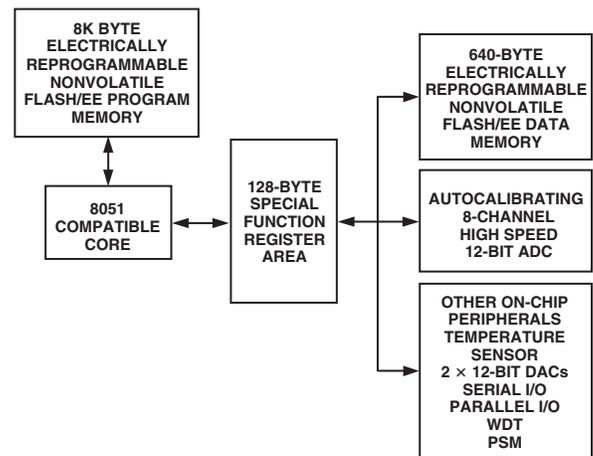 8K BYTE
ELECTRICALLY
REPROGRAMMABLE
NONVOLATILE
FLASH/EE PROGRAM
MEMORY
8051
COMPATIBLE
CORE
128-BYTE
SPECIAL
FUNCTION
REGISTER
AREA
640-BYTE
ELECTRICALLY
REPROGRAMMABLE
NONVOLATILE
FLASH/EE DATA
MEMORY
AUTOCALIBRATING
8-CHANNEL
HIGH SPEED
12-BIT ADC
OTHER ON-CHIP
PERIPHERALS
TEMPERATURE
SENSOR
2 × 12-BIT DACs
SERIAL I/O
PARALLEL I/O
WDT
PSM